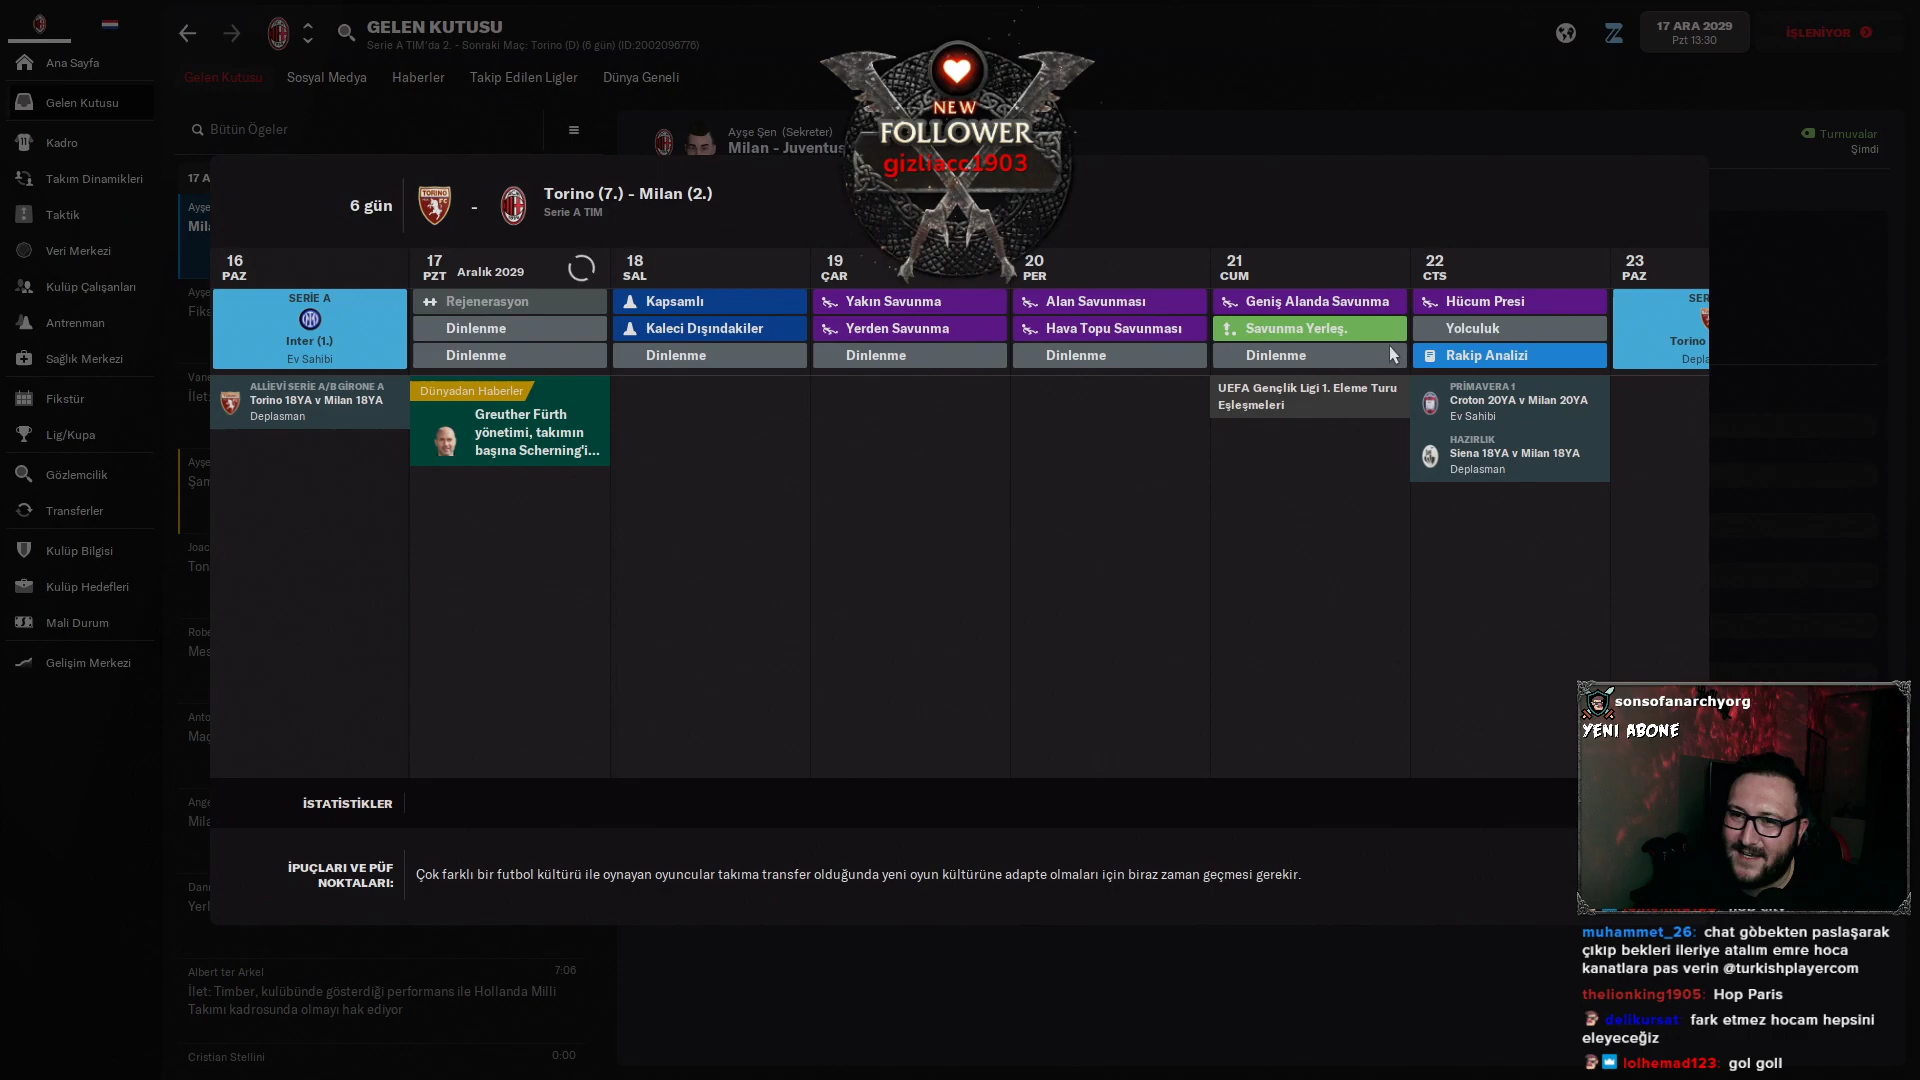 GELEN KUTUSU
Serie A TIM'da 2. - Sonraki Maç: Torino (D) (6 gün) (ID:2002096776)
17 ARA 2029
Pzt 13:30
İŞLENİYOR
Gelen Kutusu
Sosyal Medya
Haberler
Takip Edilen Ligler
Dünya Geneli
Ana Sayfa
Gelen Kutusu
Kadro
Takım Dinamikleri
Taktik
Veri Merkezi
Kulüp Çalışanları
Antrenman
Sağlık Merkezi
Fikstür
Lig/Kupa
Gözlemcilik
Transferler
Kulüp Bilgisi
Kulüp Hedefleri
Mali Durum
Gelişim Merkezi
Bütün Ögeler
Ayşe Şen (Sekreter)
Milan - Juventus
Turnuvalar
Şimdi
NEW
FOLLOWER
gizliacc1903
6 gün
TORINO FC
-
Torino (7.) - Milan (2.)
Serie A TIM
16
PAZ
17
PZT Aralık 2029
18
SAL
19
ÇAR
20
PER
21
CUM
22
CTS
23
PAZ
SERİE A
Inter (1.)
Ev Sahibi
Rejenerasyon
Dinlenme
Dinlenme
Kapsamlı
Kaleci Dışındakiler
Dinlenme
Yakın Savunma
Yerden Savunma
Dinlenme
Alan Savunması
Hava Topu Savunması
Dinlenme
Geniş Alanda Savunma
Savunma Yerleş.
Dinlenme
Hücum Presi
Yolculuk
Rakip Analizi
SER
Torino
Depla
ALLİEVİ SERİE A/B GİRONE A
Torino 18YA v Milan 18YA
Deplasman
Dünyadan Haberler
Greuther Fürth
yönetimi, takımın
başına Scherning'i...
UEFA Gençlik Ligi 1. Eleme Turu
Eşleşmeleri
PRİMAVERA 1
Croton 20YA v Milan 20YA
Ev Sahibi
HAZIRLIK
Siena 18YA v Milan 18YA
Deplasman
İSTATİSTİKLER
İPUÇLARI VE PÜF
NOKTALARI:
Çok farklı bir futbol kültürü ile oynayan oyuncular takıma transfer olduğunda yeni oyun kültürüne adapte olmaları için biraz zaman geçmesi gerekir.
Albert ter Arkel 7:06
İlet: Timber, kulübünde gösterdiği performans ile Hollanda Milli
Takımı kadrosunda olmayı hak ediyor
Cristian Stellini 0:00
sonsofanarchyorg
YENI ABONE
muhammet_26: chat göbekten paslaşarak
çıkıp bekleri ileriye atalım emre hoca
kanatlara pas verin @turkishplayercom
thelionking1905: Hop Paris
delikursat: fark etmez hocam hepsini
eleyeceğiz
lolhemad123: gol goll